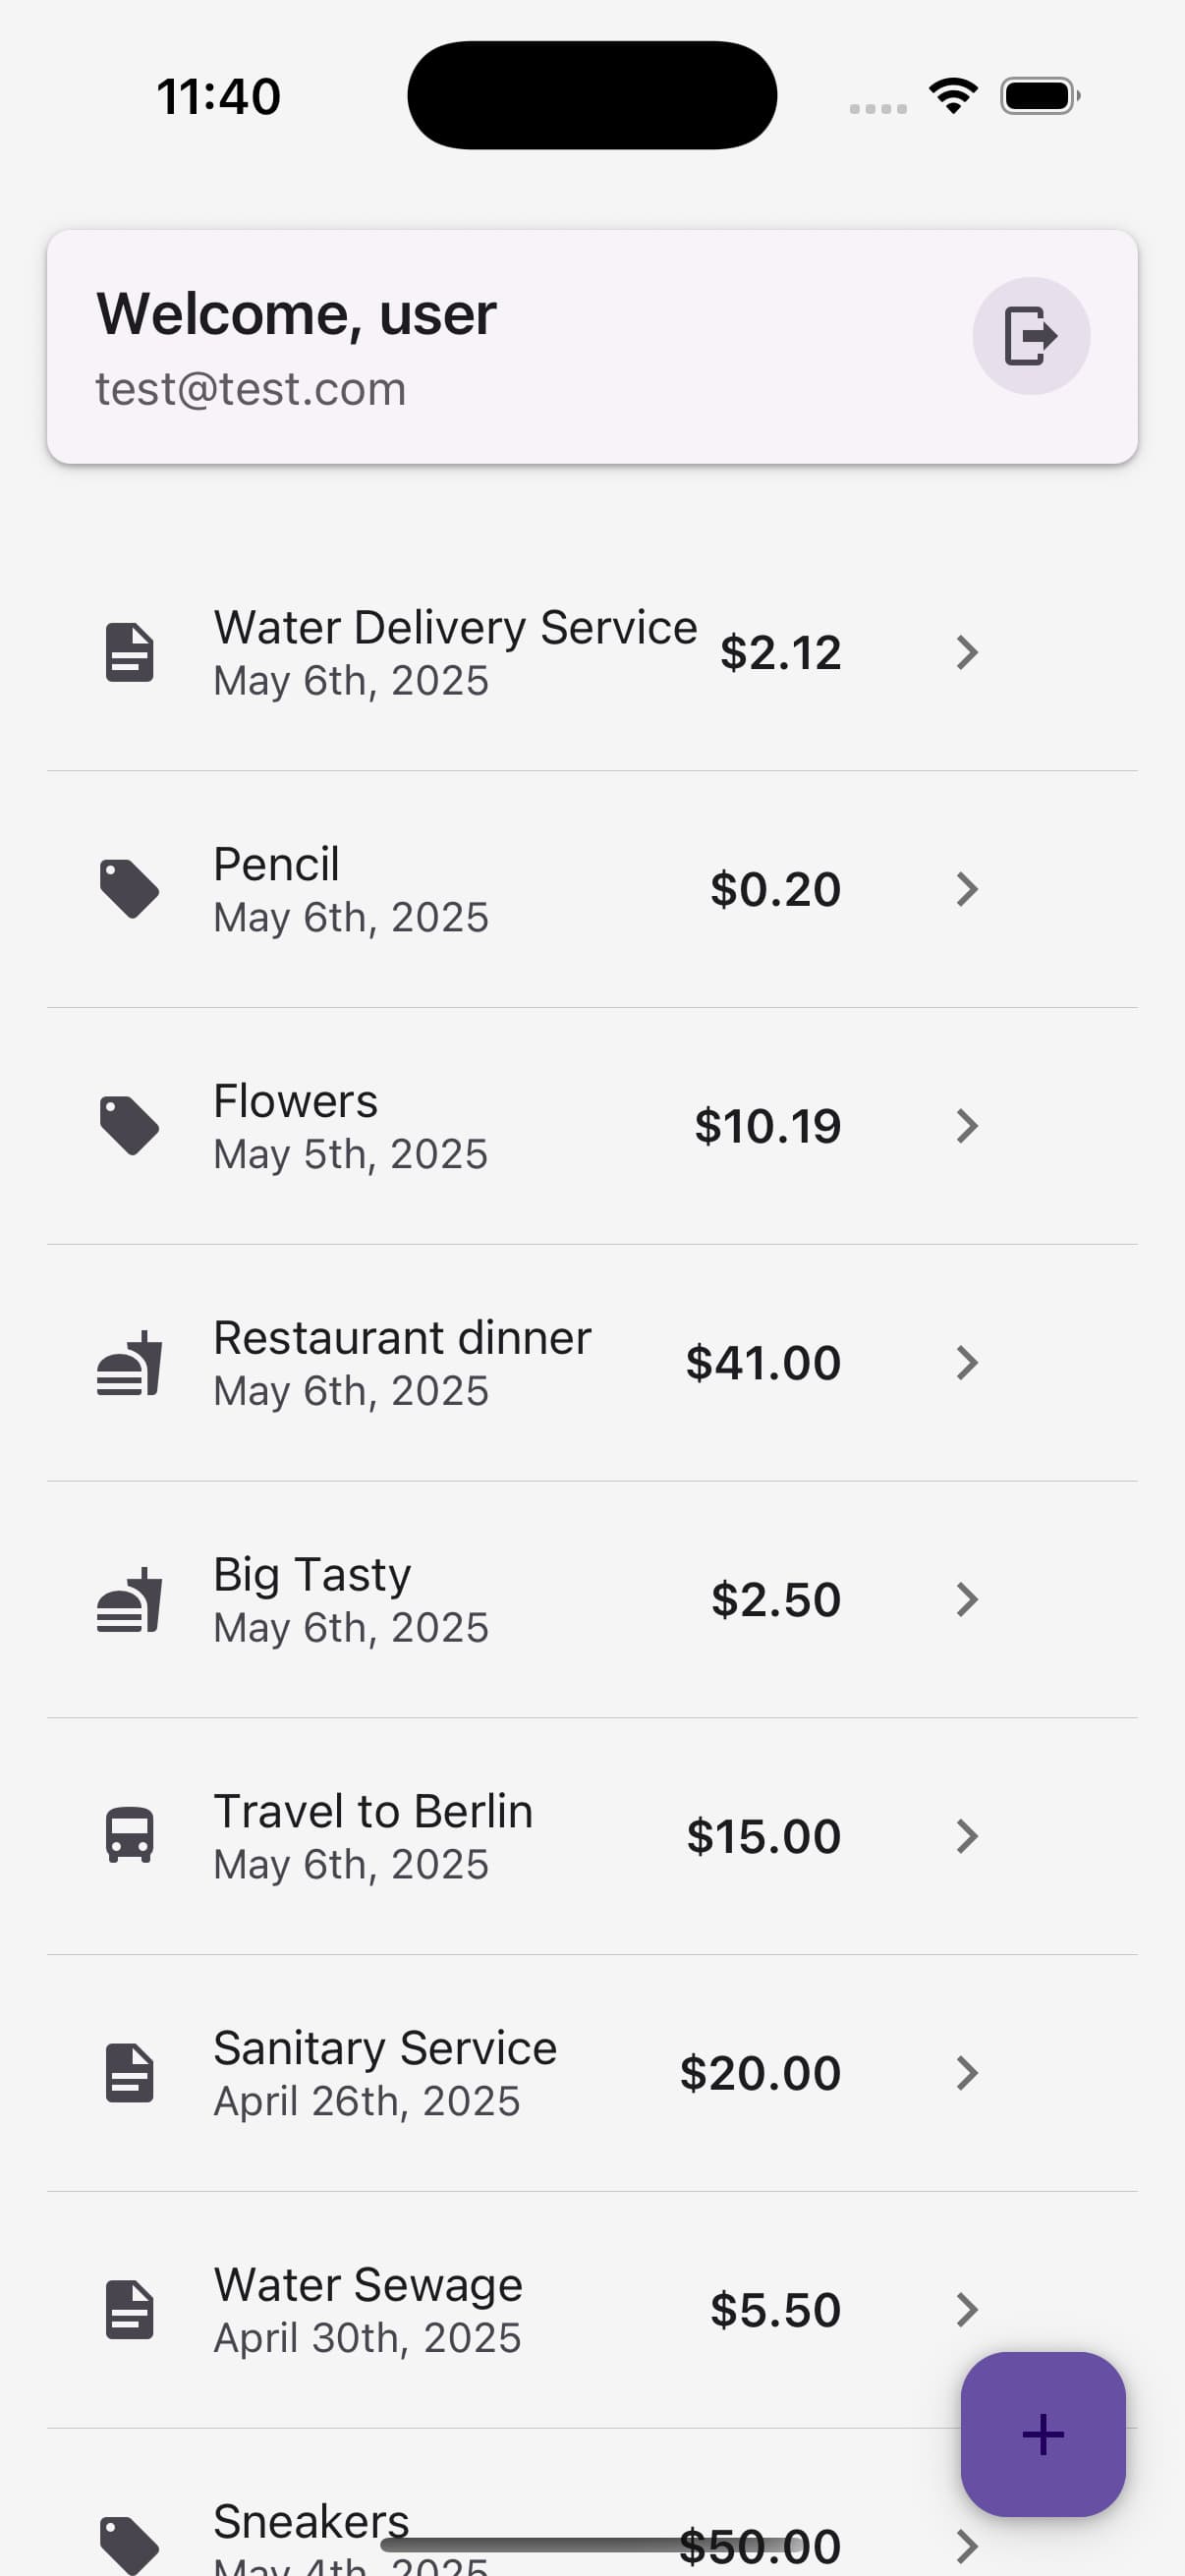 11:40
Welcome, user
test@test.com
Water Delivery Service
$2.12
May 6th, 2025
Pencil
$0.20
May 6th, 2025
Flowers
$10.19
May 5th, 2025
Restaurant dinner
$41.00
May 6th, 2025
Big Tasty
$2.50
May 6th, 2025
Travel to Berlin
$15.00
May 6th, 2025
Sanitary Service
$20.00
April 26th, 2025
Water Sewage
$5.50
April 30th, 2025
Sneakers
$50.00
May 4th, 2025